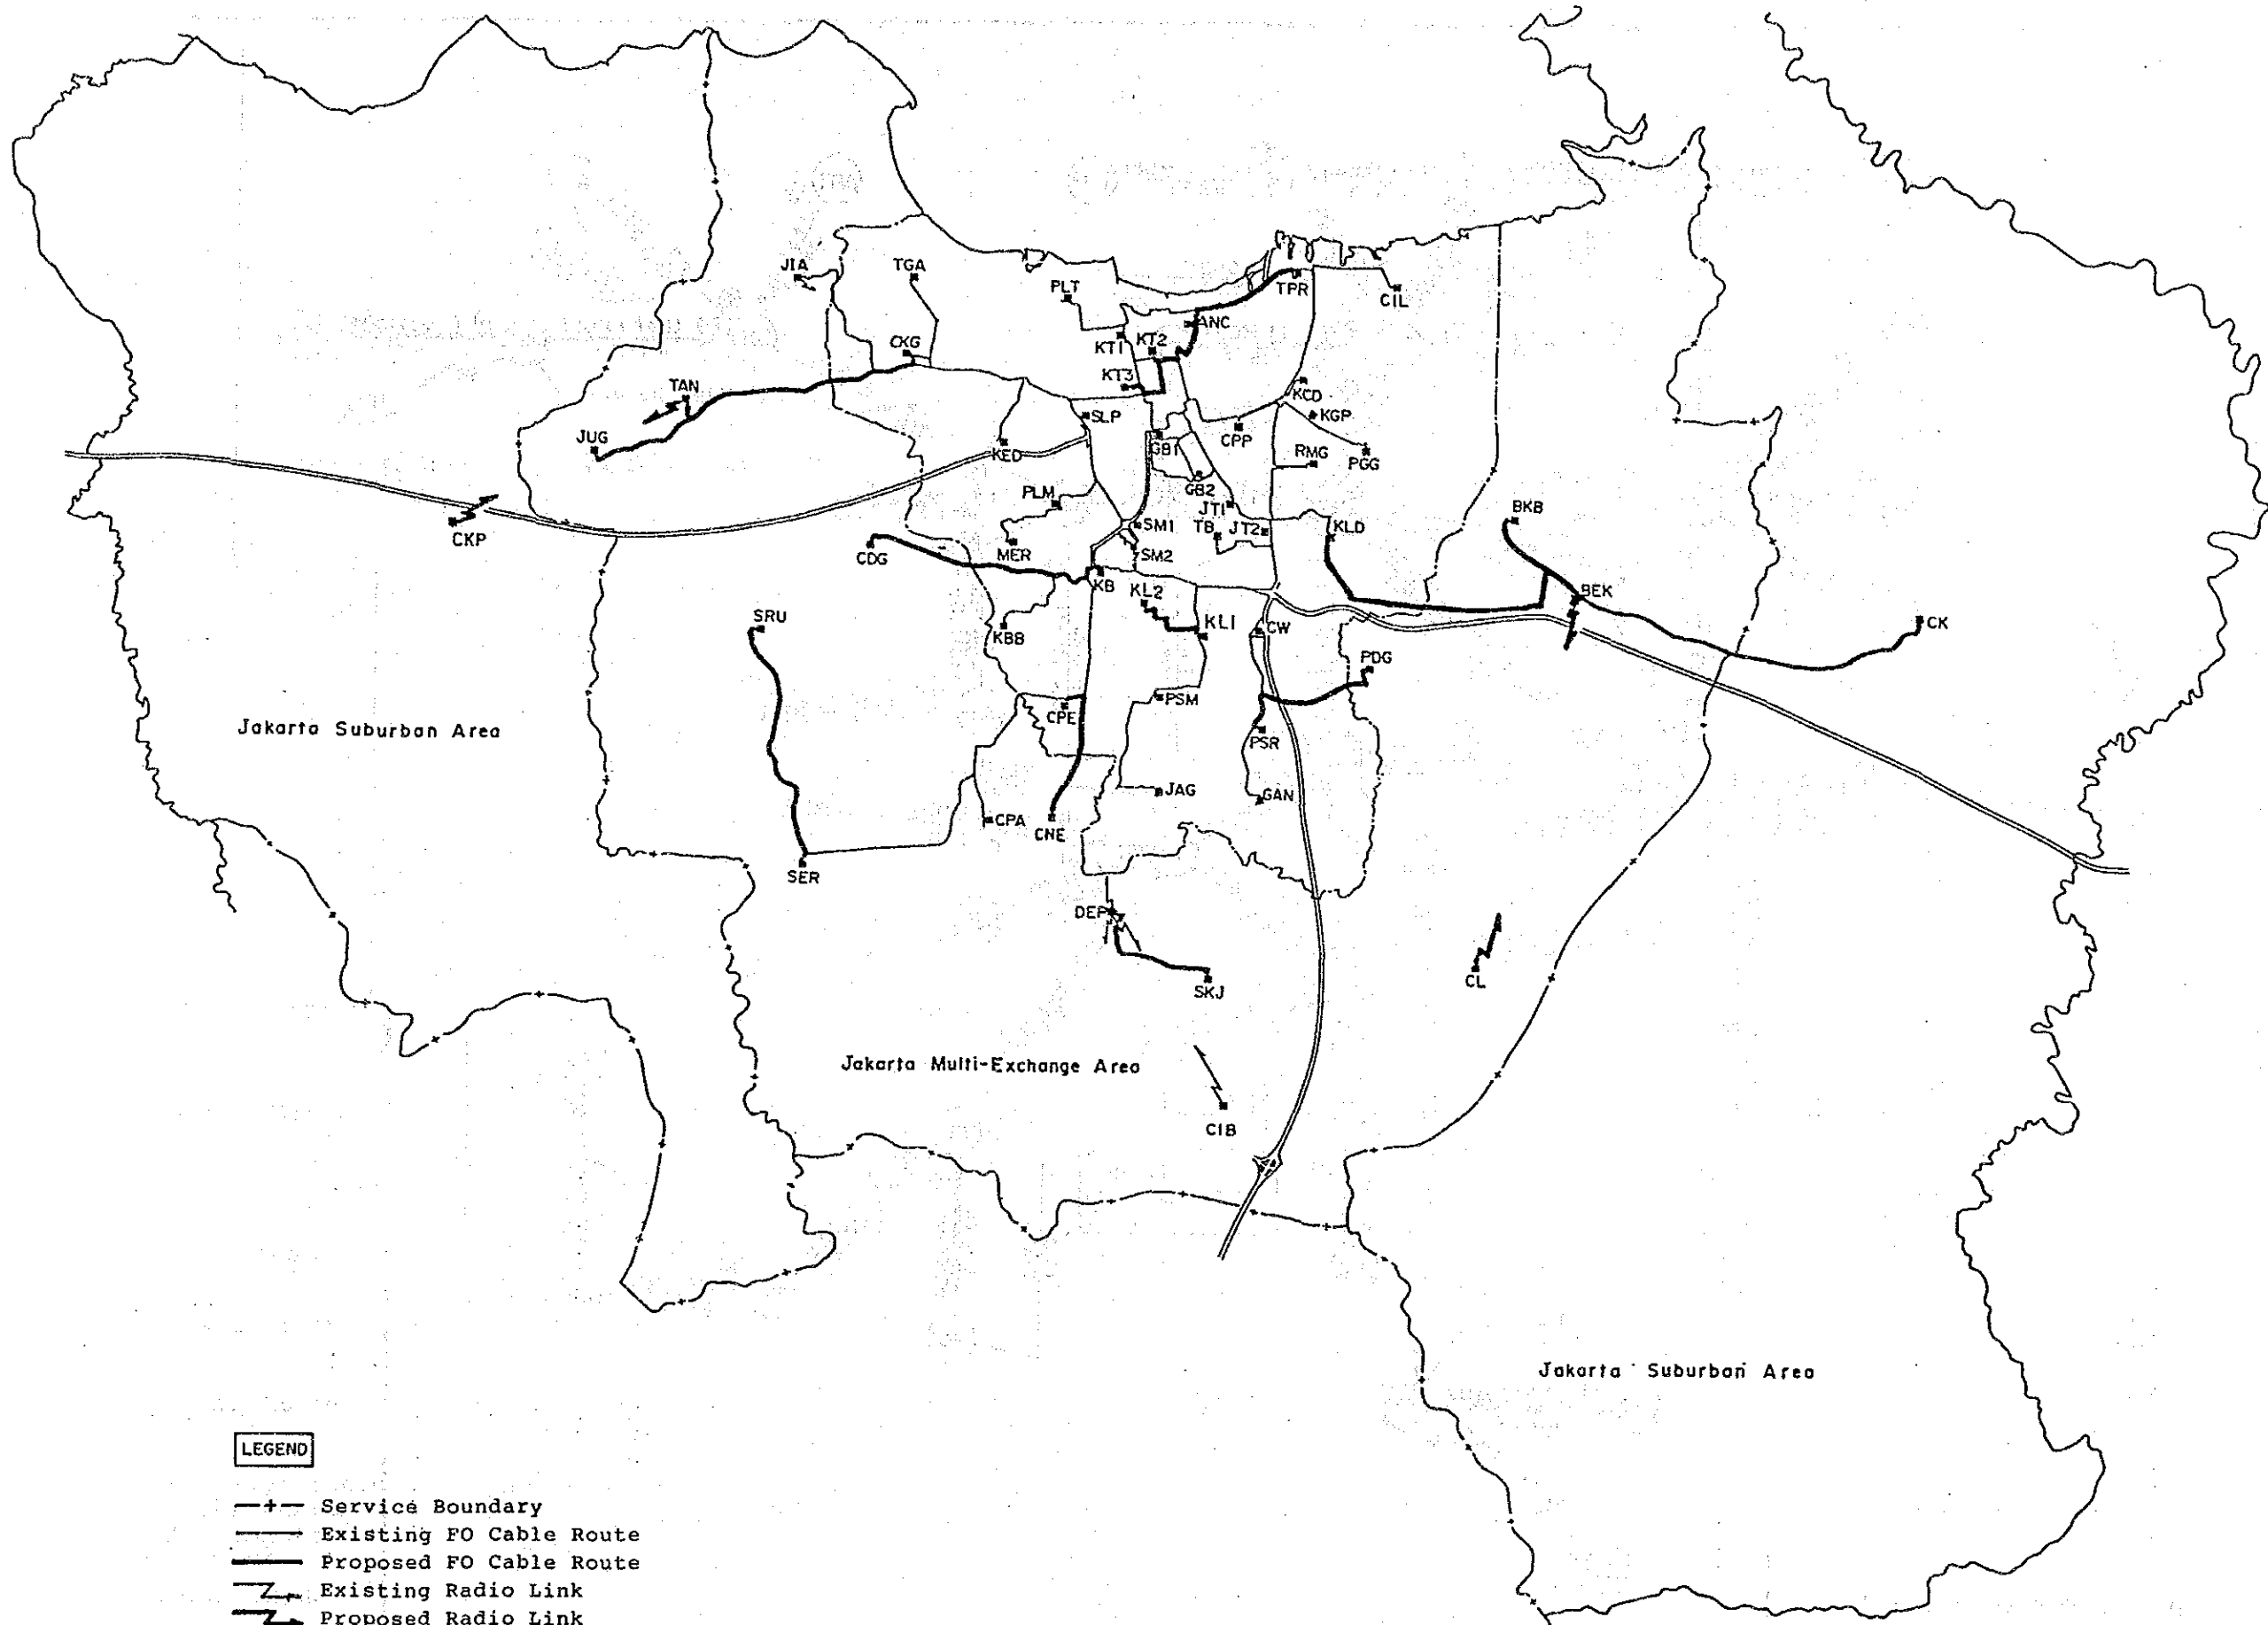 JIA
TGA
PLT
TPR
CIL
ANC
KT1
KT2
CKG
KT3
TAN
KCD
KGP
SLP
JUG
CPP
KED
GB1
RMG
PGG
PLM
GB2
JT1
BKB
CKP
SM1
TB
JT2
KLD
CDG
MER
SM2
KB
KL2
BEK
SRU
KBB
KL1
CW
CK
PDG
PSM
CPE
Jakarta Suburban Area
PSR
JAG
GAN
CPA
CNE
SER
DEP
CL
SKJ
Jakarta Multi-Exchange Area
CIB
Jakarta Suburban Area
LEGEND
Service Boundary
Existing FO Cable Route
Proposed FO Cable Route
Existing Radio Link
Proposed Radio Link